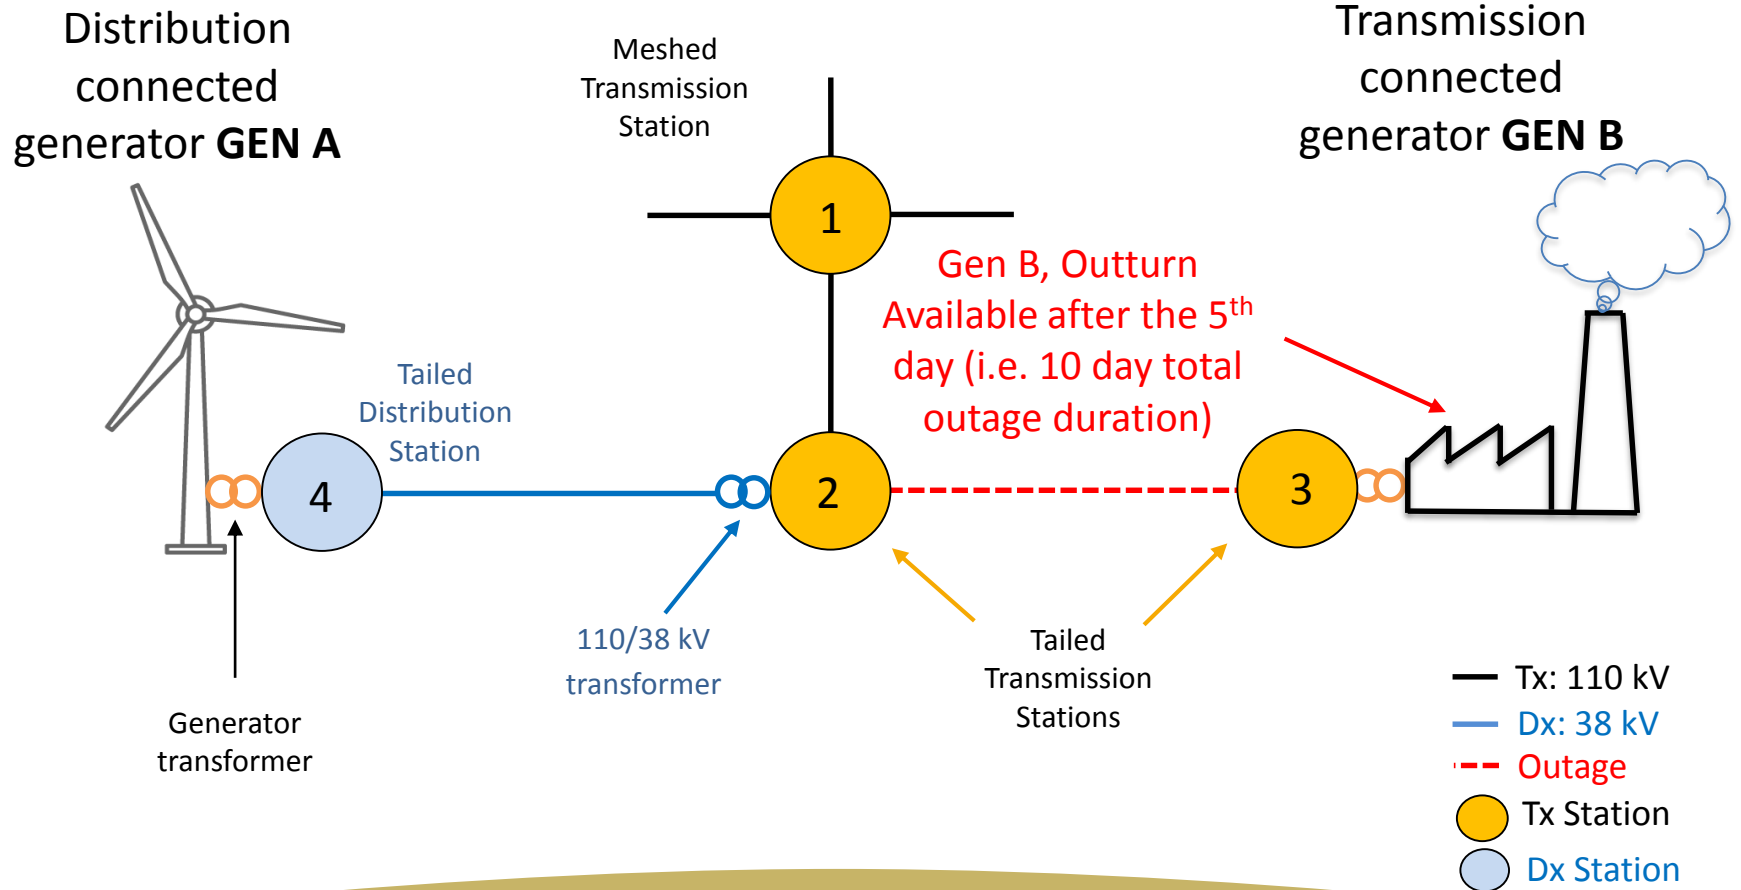 Distribution
connected
generator GEN A
Meshed
Transmission
Station
Transmission
connected
generator GEN B
1
Gen B, Outturn
Available after the 5th
day (i.e. 10 day total
outage duration)
Tailed
Distribution
Station
4
2
3
110/38 kV
transformer
Tailed
Transmission
Stations
Generator
transformer
Tx: 110 kV
Dx: 38 kV
Outage
Tx Station
Dx Station